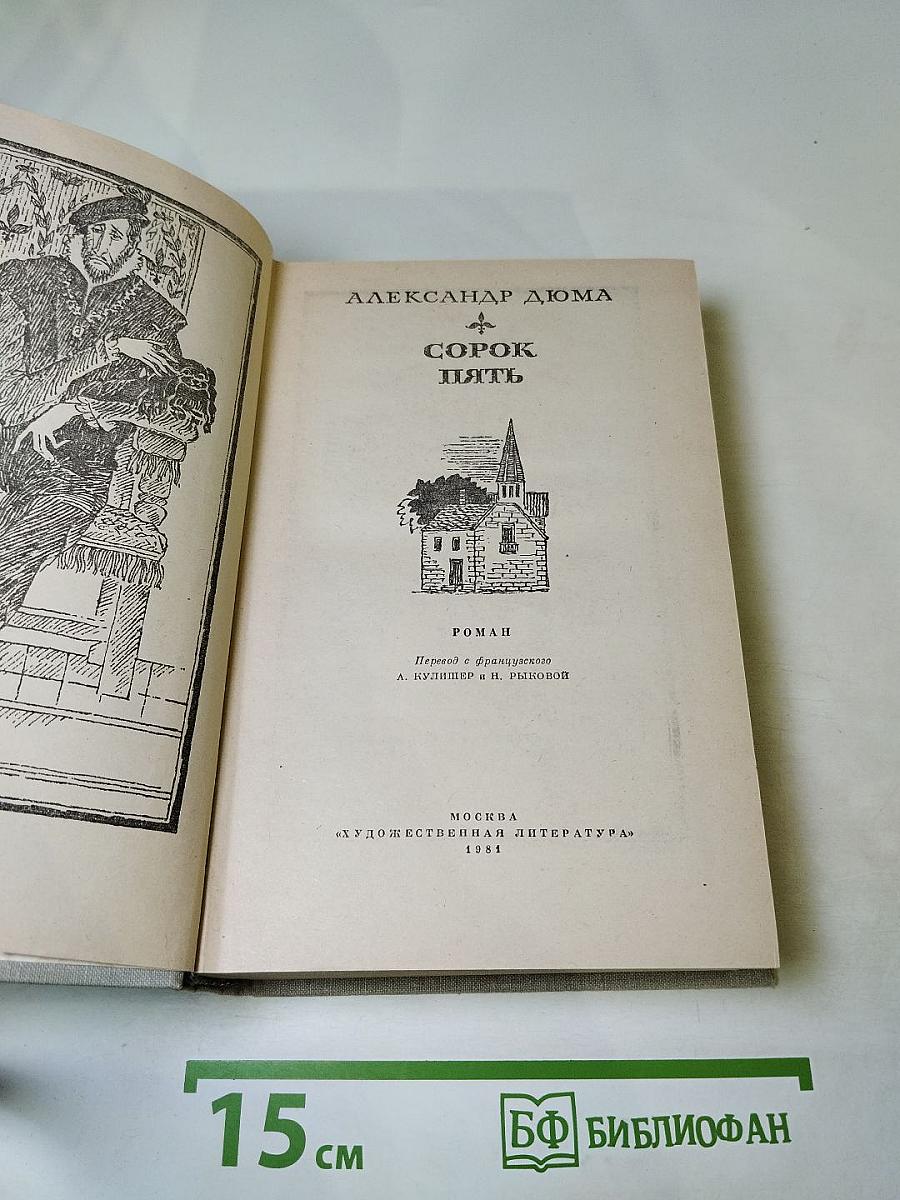 АЛЕКСАНДР ДЮМА
СОРОК
ПЯТЬ
РОМАН
Перевод с французского
А. КУЛИШЕР и Н. РЫКОВОЙ
МОСКВА
«ХУДОЖЕСТВЕННАЯ ЛИТЕРАТУРА»
1981
15 см
БФ БИБЛИОФАН